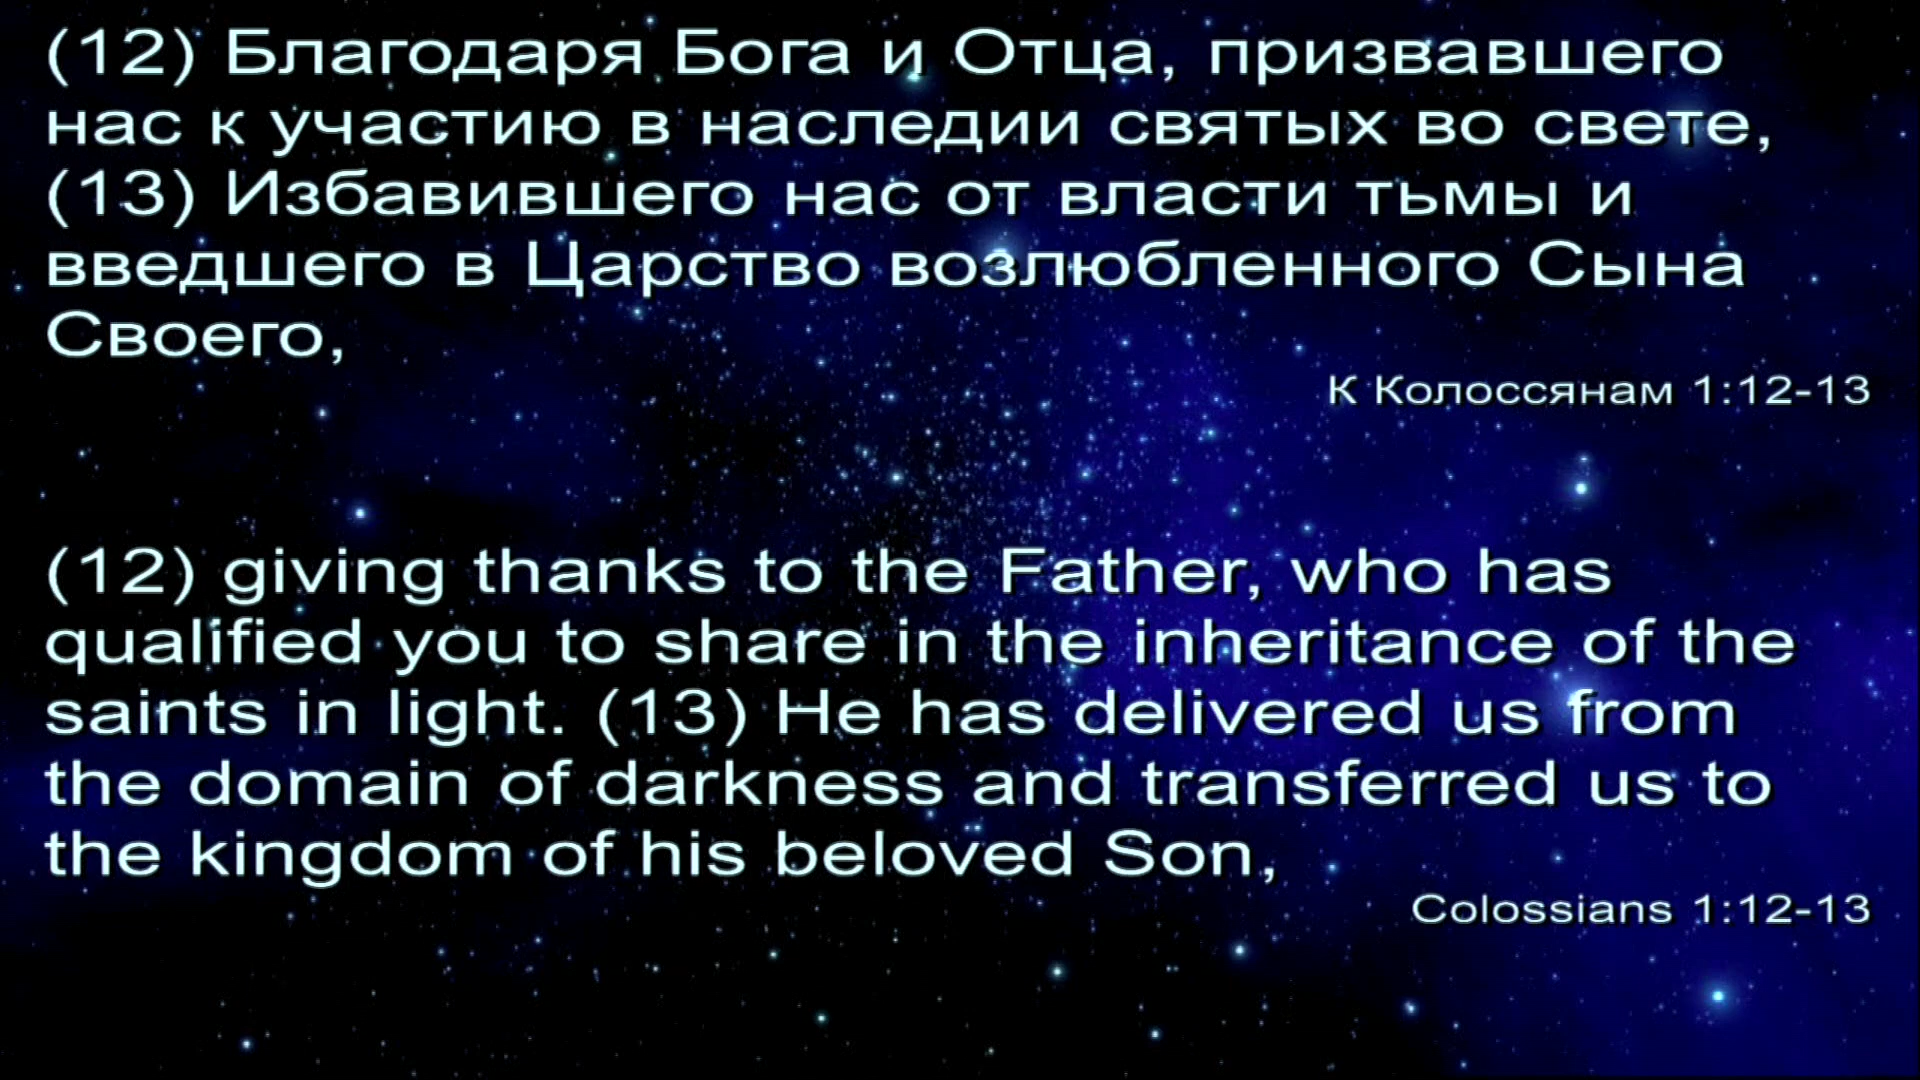 (12) Благодаря Бога и Отца, призвавшего
нас к участию в наследии святых во свете,
(13) Избавившего нас от власти тьмы и
введшего в Царство возлюбленного Сына
Своего,
К Колоссянам 1:12-13
(12) giving thanks to the Father, who has
qualified you to share in the inheritance of the
saints in light. (13) He has delivered us from
the domain of darkness and transferred us to
the kingdom of his beloved Son,
Colossians 1:12-13